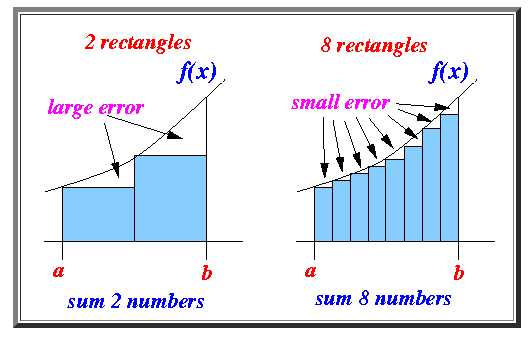 2 rectangles
f(x)
large error
a
b
sum 2 numbers
8 rectangles
f(x)
small error
a
b
sum 8 numbers